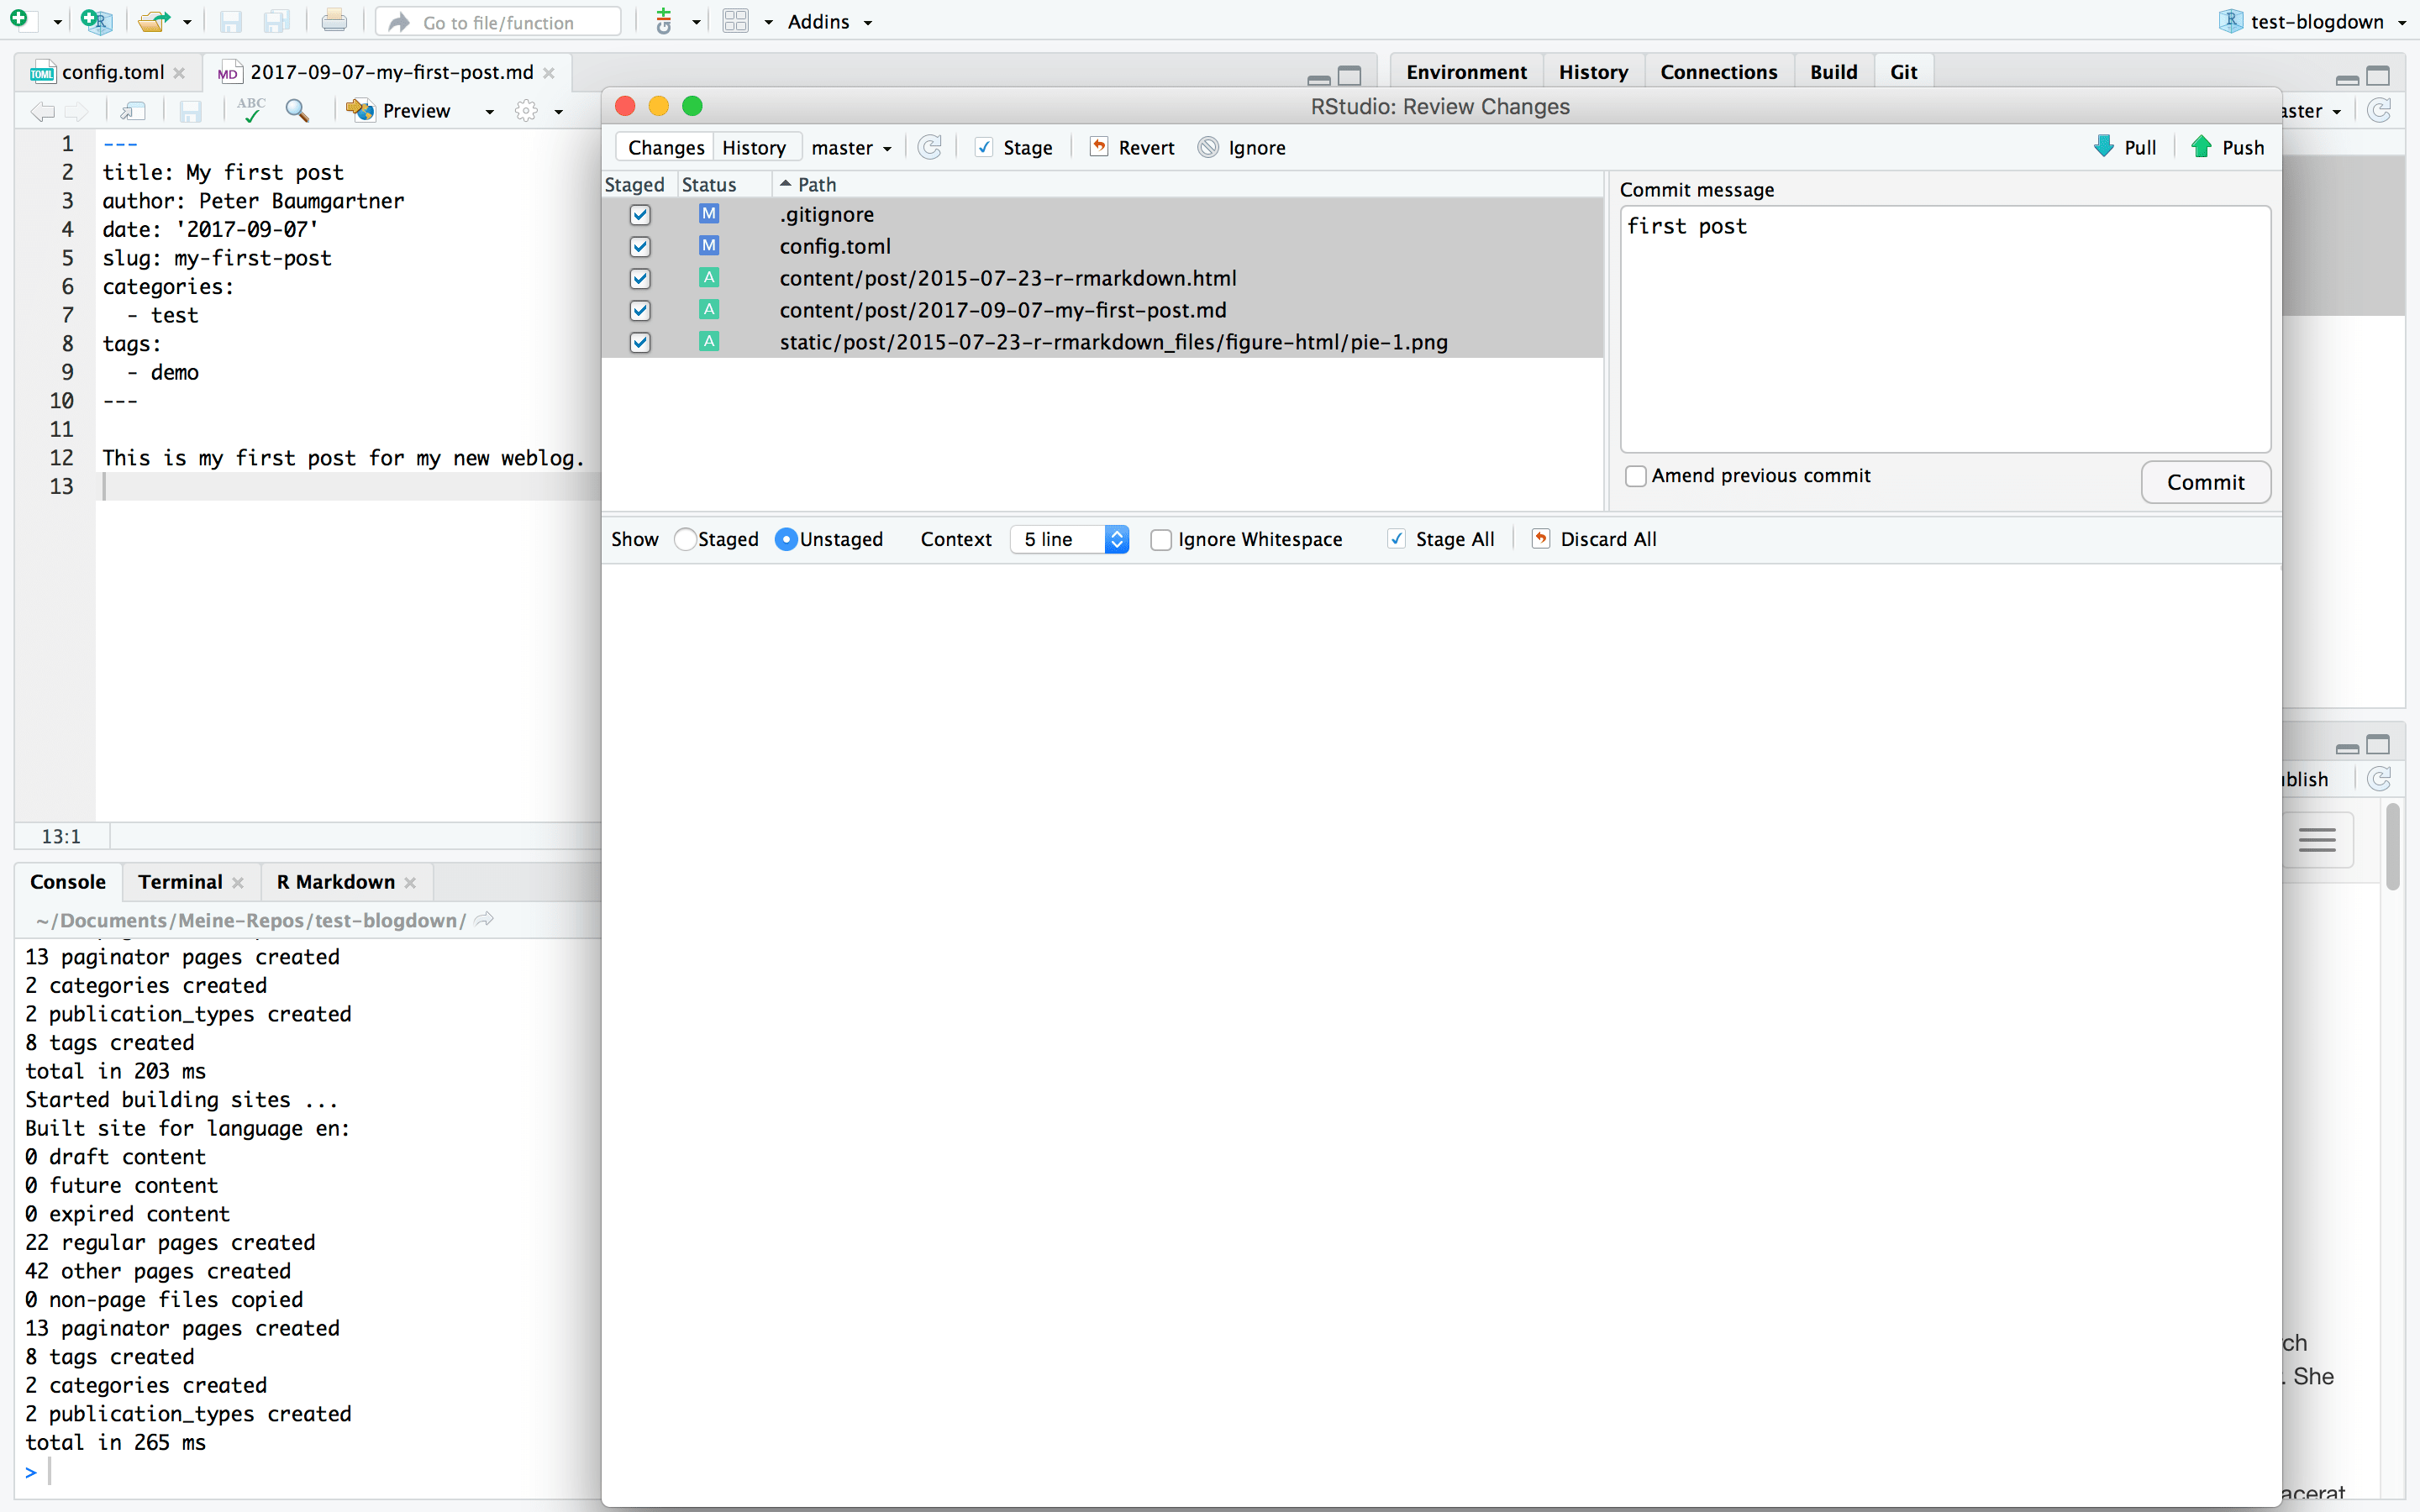 Go to file/function
Addins
test-blogdown
config.toml
2017-09-07-my-first-post.md
Environment
History
Connections
Build
Git
ABC
Preview
RStudio: Review Changes
Changes
History
master
Stage
Revert
Ignore
Pull
Push
Staged
Status
Path
M
.gitignore
M
config.toml
A
content/post/2015-07-23-r-rmarkdown.html
A
content/post/2017-09-07-my-first-post.md
A
static/post/2015-07-23-r-rmarkdown_files/figure-html/pie-1.png
Commit message
first post
Amend previous commit
Commit
Show
Staged
Unstaged
Context
5 line
Ignore Whitespace
Stage All
Discard All
1 ---
2 title: My first post
3 author: Peter Baumgartner
4 date: '2017-09-07'
5 slug: my-first-post
6 categories:
7 - test
8 tags:
9 - demo
10 ---
11
12 This is my first post for my new weblog.
13
13:1
Console
Terminal
R Markdown
~/Documents/Meine-Repos/test-blogdown/
13 paginator pages created
2 categories created
2 publication_types created
8 tags created
total in 203 ms
Started building sites ...
Built site for language en:
0 draft content
0 future content
0 expired content
22 regular pages created
42 other pages created
0 non-page files copied
13 paginator pages created
8 tags created
2 categories created
2 publication_types created
total in 265 ms
>
. She